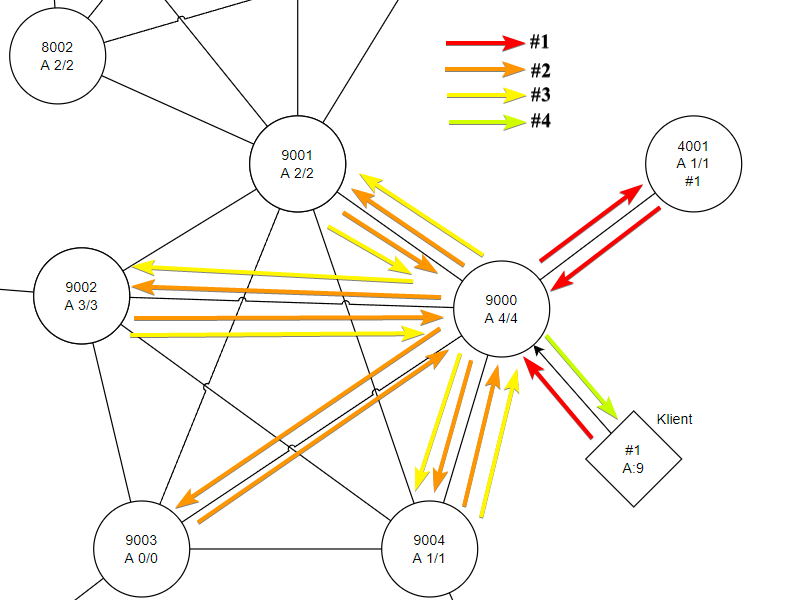 8002
A 2/2
#1
#2
#3
#4
9001
A 2/2
4001
A 1/1
#1
9002
A 3/3
9000
A 4/4
Klient
#1
A:9
9003
A 0/0
9004
A 1/1